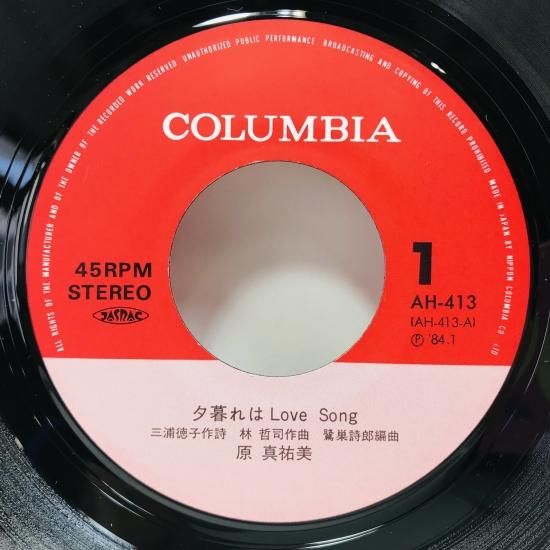 ALL RIGHTS OF THE MANUFACTURER AND OF THE OWNER OF THE RECORDED WORK RESERVED. UNAUTHORIZED PUBLIC PERFORMANCE, BROADCASTING AND COPYING OF THIS RECORD PROHIBITED. MADE IN JAPAN BY NIPPON COLUMBIA CO. LTD
COLUMBIA
45RPM
STEREO
JASRAC
1
AH-413
(AH-413-A)
Ⓟ '84.1
夕暮れは Love Song
三浦徳子作詩 林 哲司作曲 鷺巣詩郎編曲
原 真祐美